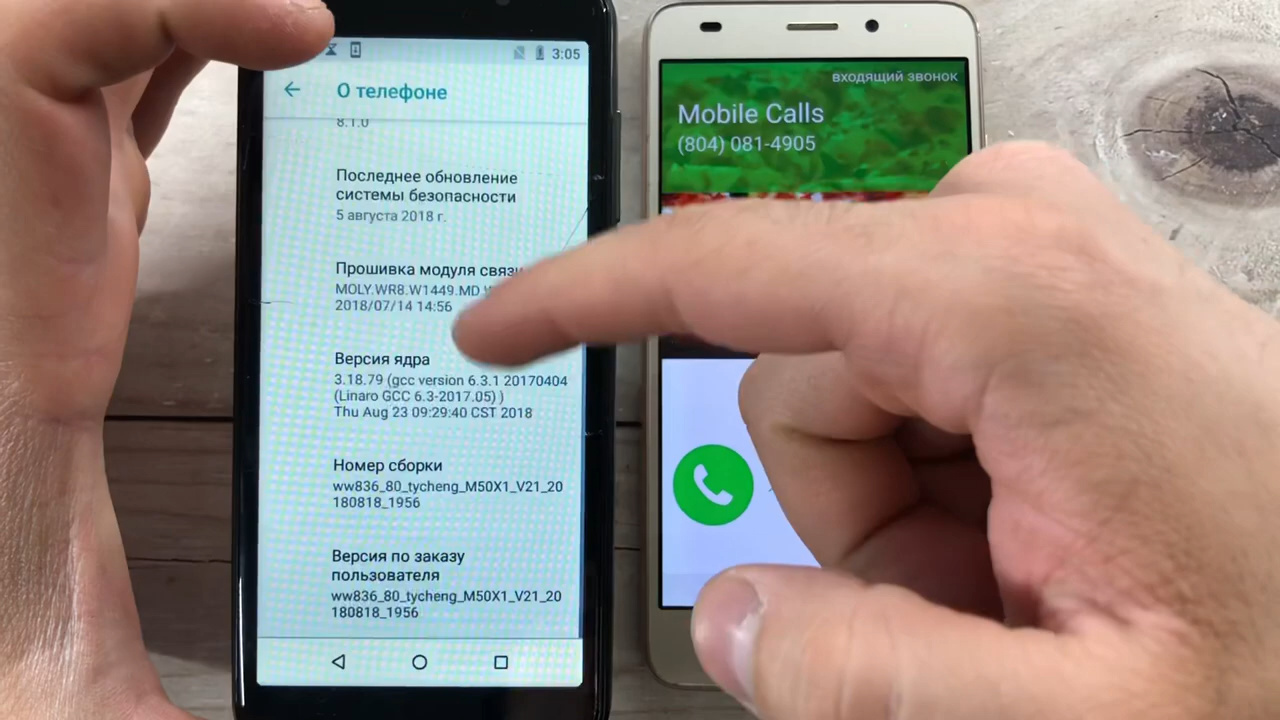 3:05
О телефоне
8.1.0
Последнее обновление
системы безопасности
5 августа 2018 г.
Прошивка модуля связи
MOLY.WR8.W1449.MD
2018/07/14 14:56
Версия ядра
3.18.79 (gcc version 6.3.1 20170404
(Linaro GCC 6.3-2017.05) )
Thu Aug 23 09:29:40 CST 2018
Номер сборки
ww836_80_tycheng_M50X1_V21_20
180818_1956
Версия по заказу
пользователя
ww836_80_tycheng_M50X1_V21_20
180818_1956
входящий звонок
Mobile Calls
(804) 081-4905